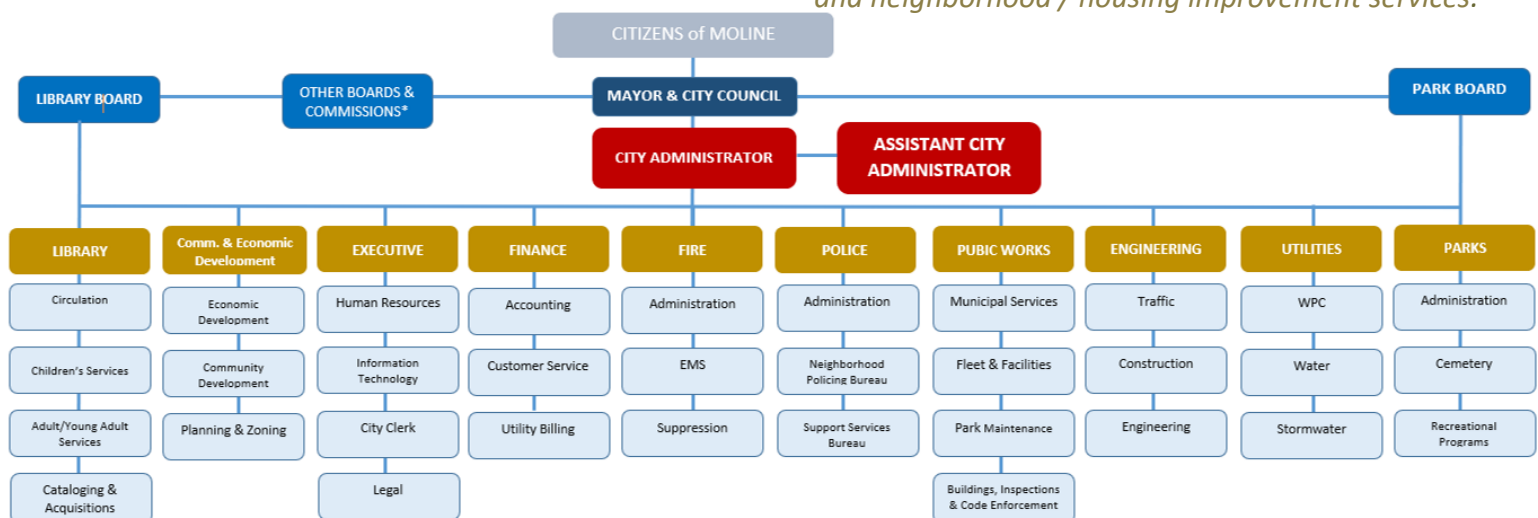 and neighborhood / housing improvement services.
CITIZENS of MOLINE
LIBRARY BOARD
OTHER BOARDS &
COMMISSIONS*
MAYOR & CITY COUNCIL
PARK BOARD
CITY ADMINISTRATOR
ASSISTANT CITY
ADMINISTRATOR
LIBRARY
Circulation
Children's Services
Adult/Young Adult
Services
Cataloging &
Acquisitions
Comm. & Economic
Development
Economic
Development
Community
Development
Planning & Zoning
EXECUTIVE
Human Resources
Information
Technology
City Clerk
Legal
FINANCE
Accounting
Customer Service
Utility Billing
FIRE
Administration
EMS
Suppression
POLICE
Administration
Neighborhood
Policing Bureau
Support Services
Bureau
PUBIC WORKS
Municipal Services
Fleet & Facilities
Park Maintenance
Buildings, Inspections
& Code Enforcement
ENGINEERING
Traffic
Construction
Engineering
UTILITIES
WPC
Water
Stormwater
PARKS
Administration
Cemetery
Recreational
Programs